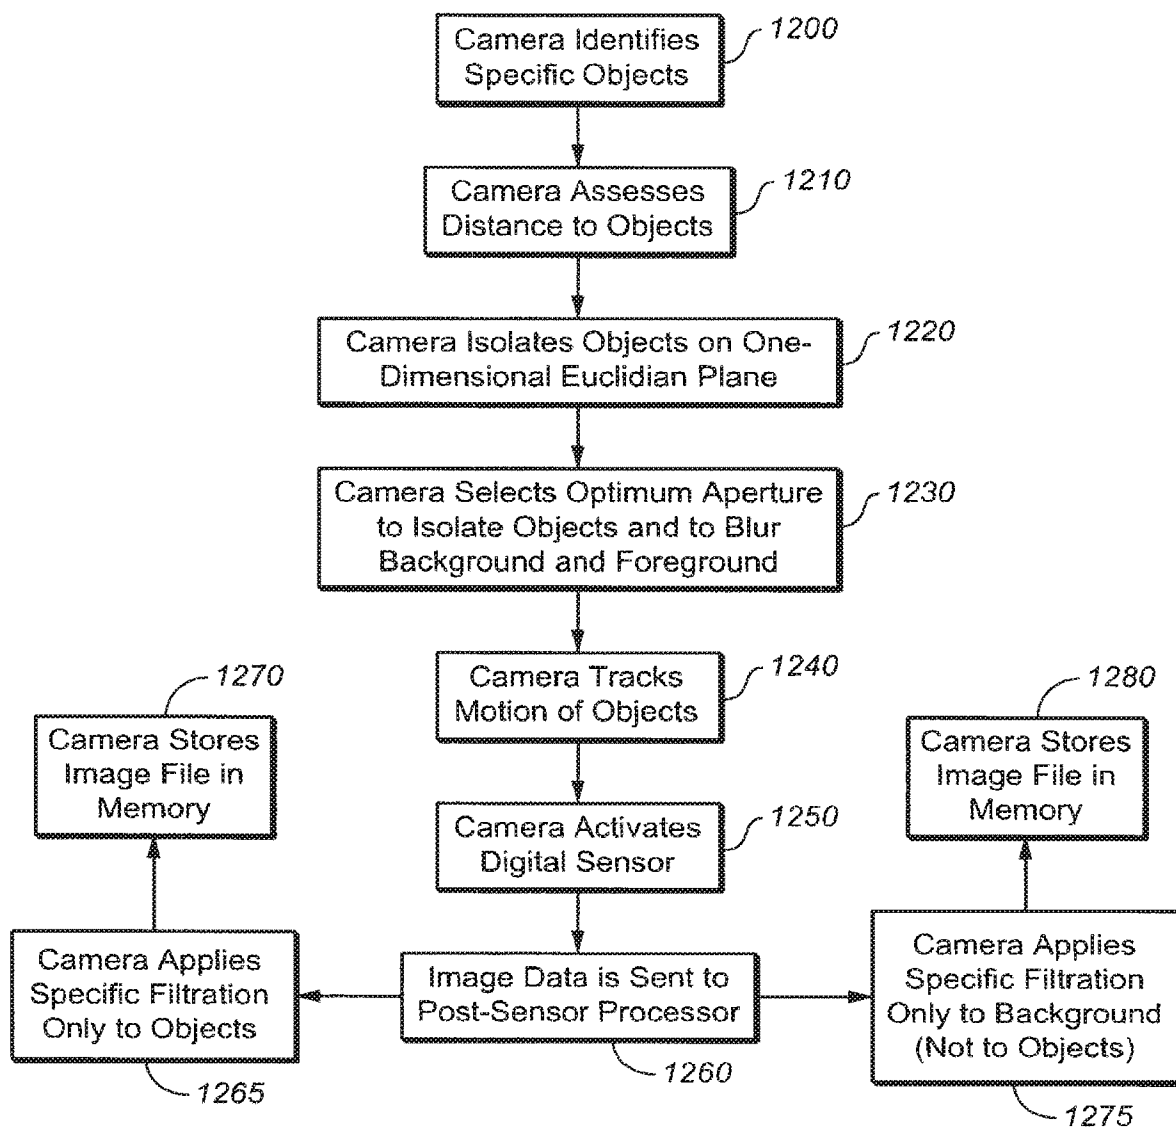 Camera Identifies
Specific Objects
1200
Camera Assesses
Distance to Objects
1210
Camera Isolates Objects on One-
Dimensional Euclidian Plane
1220
Camera Selects Optimum Aperture
to Isolate Objects and to Blur
Background and Foreground
1230
Camera Tracks
Motion of Objects
1240
1270
Camera Stores
Image File in
Memory
1280
Camera Stores
Image File in
Memory
Camera Activates
Digital Sensor
1250
Camera Applies
Specific Filtration
Only to Objects
1265
Image Data is Sent to
Post-Sensor Processor
1260
Camera Applies
Specific Filtration
Only to Background
(Not to Objects)
1275